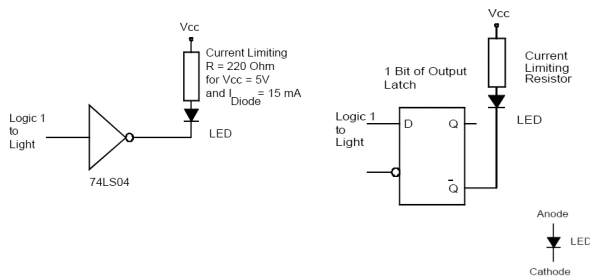 Vcc
Current Limiting
R = 220 Ohm
for Vcc = 5V
and I Diode = 15 mA
Logic 1
to
Light
LED
74LS04
Vcc
1 Bit of Output
Latch
Current
Limiting
Resistor
Logic 1
to
Light
D
Q
LED
Q̅
Anode
LED
Cathode